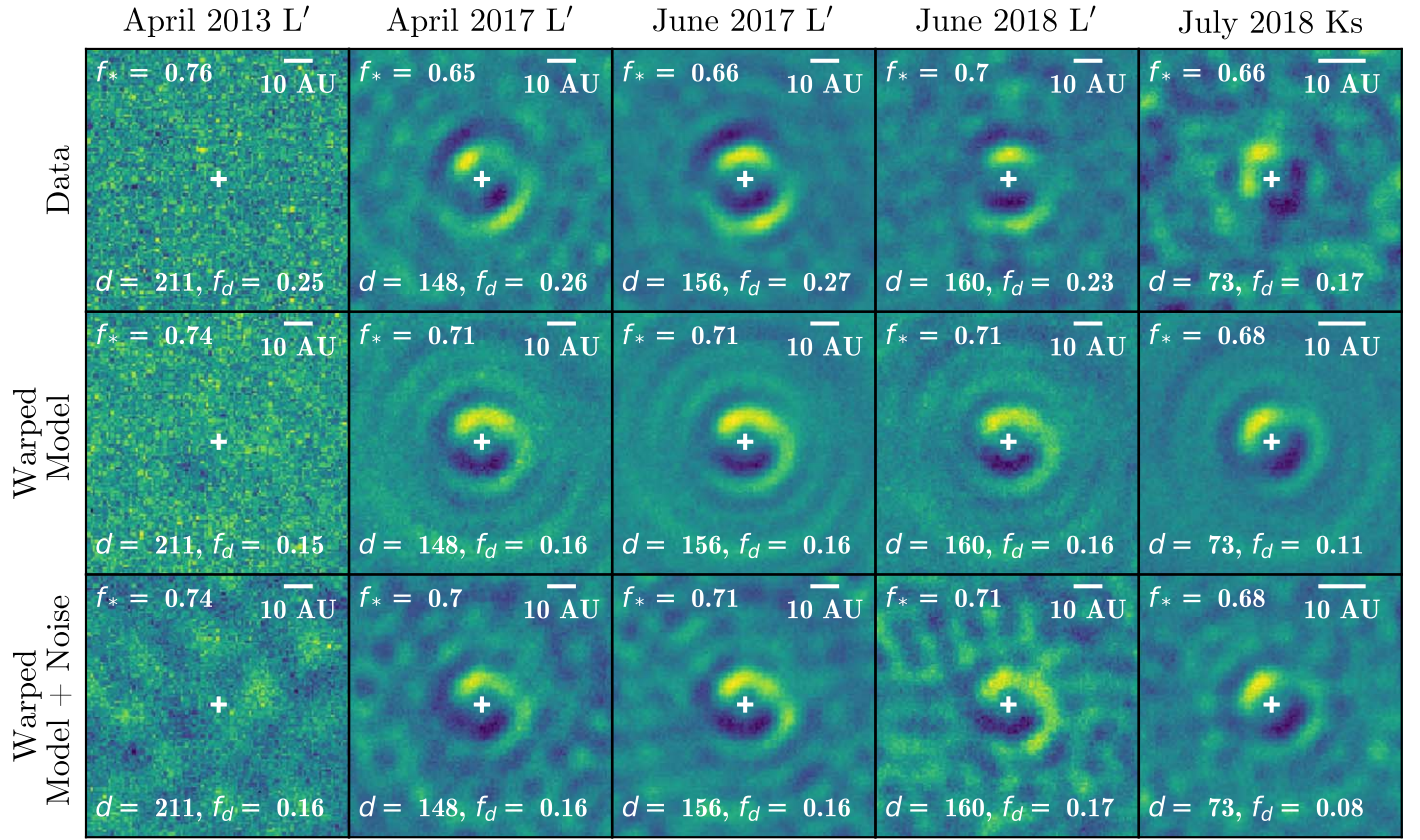 April 2013 L′ April 2017 L′ June 2017 L′ June 2018 L′ July 2018 Ks
Data
f* = 0.76 10 AU
d = 211, fd = 0.25
f* = 0.65 10 AU
d = 148, fd = 0.26
f* = 0.66 10 AU
d = 156, fd = 0.27
f* = 0.7 10 AU
d = 160, fd = 0.23
f* = 0.66 10 AU
d = 73, fd = 0.17
Warped
Model
f* = 0.74 10 AU
d = 211, fd = 0.15
f* = 0.71 10 AU
d = 148, fd = 0.16
f* = 0.71 10 AU
d = 156, fd = 0.16
f* = 0.71 10 AU
d = 160, fd = 0.16
f* = 0.68 10 AU
d = 73, fd = 0.11
Warped
Model + Noise
f* = 0.74 10 AU
d = 211, fd = 0.16
f* = 0.7 10 AU
d = 148, fd = 0.16
f* = 0.71 10 AU
d = 156, fd = 0.16
f* = 0.71 10 AU
d = 160, fd = 0.17
f* = 0.68 10 AU
d = 73, fd = 0.08